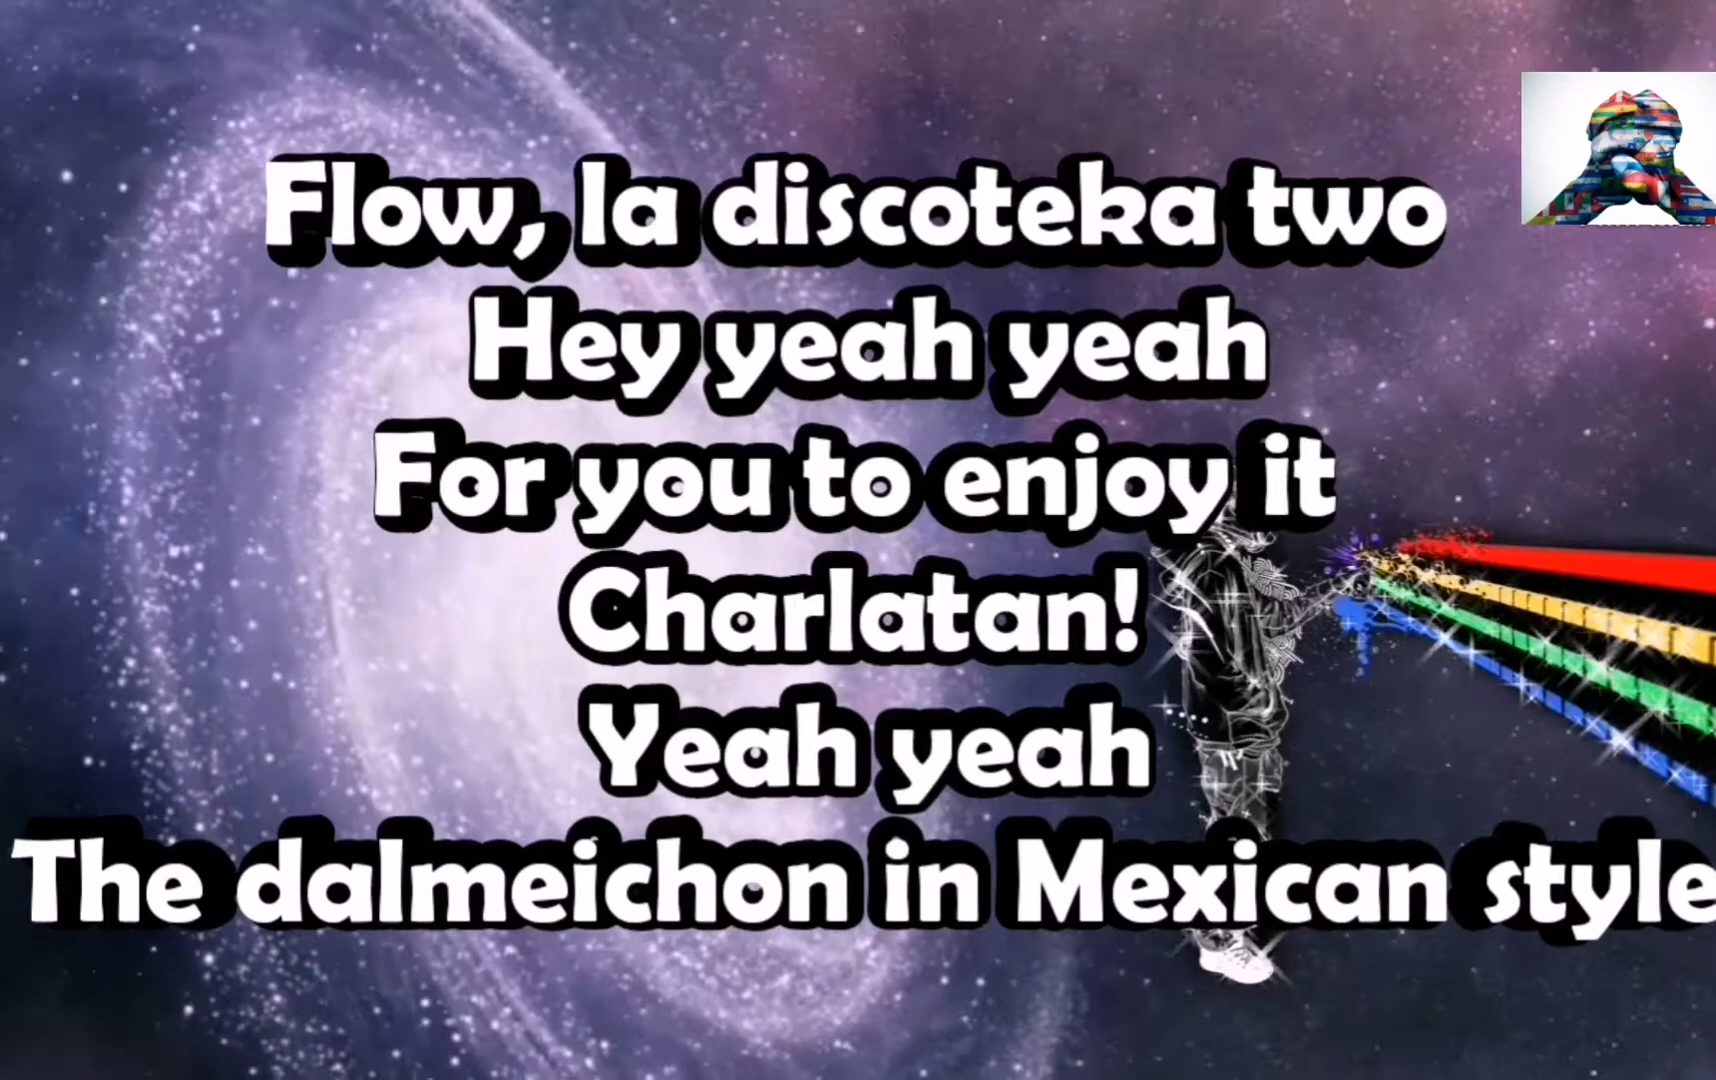 Flow, la discoteka two
Hey yeah yeah
For you to enjoy it
Charlatan!
Yeah yeah
The dalmeichon in Mexican style